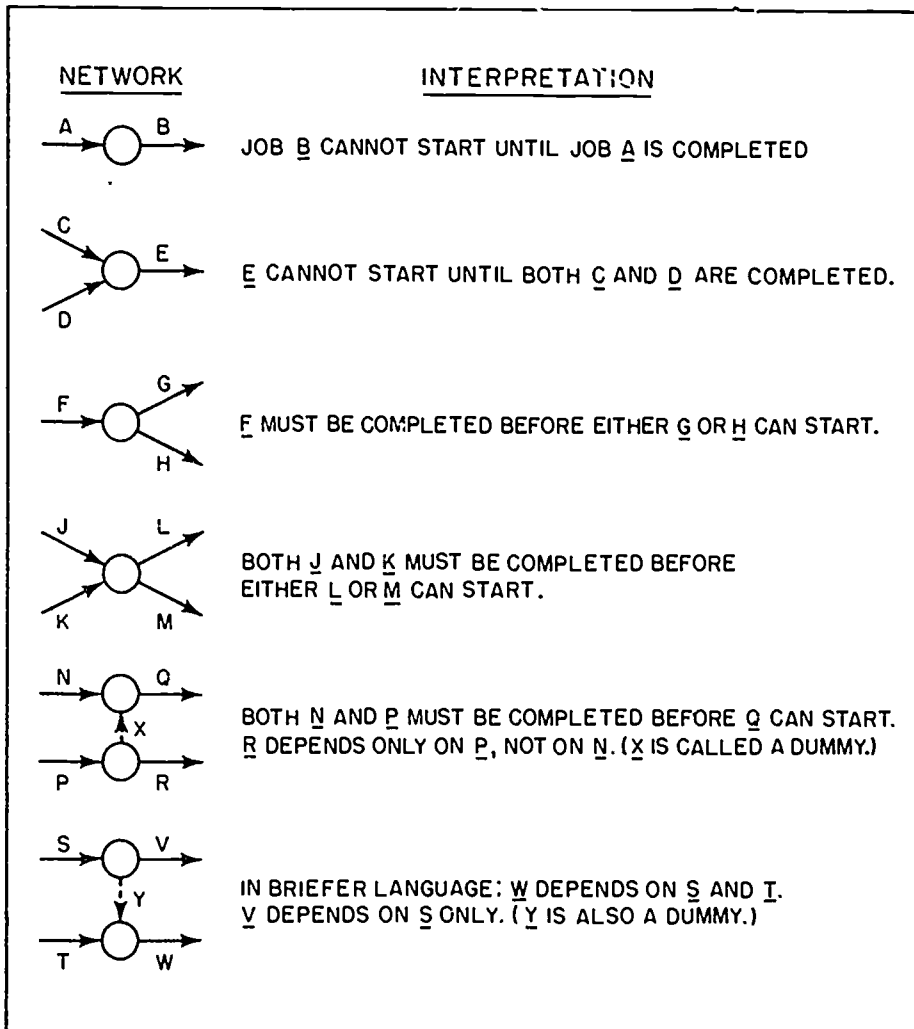 NETWORK
INTERPRETATION
A
B
JOB B CANNOT START UNTIL JOB A IS COMPLETED
C
E
D
E CANNOT START UNTIL BOTH C AND D ARE COMPLETED.
G
F
H
F MUST BE COMPLETED BEFORE EITHER G OR H CAN START.
J
L
K
M
BOTH J AND K MUST BE COMPLETED BEFORE
EITHER L OR M CAN START.
N
Q
X
P
R
BOTH N AND P MUST BE COMPLETED BEFORE Q CAN START.
R DEPENDS ONLY ON P, NOT ON N. (X IS CALLED A DUMMY.)
S
V
Y
T
W
IN BRIEFER LANGUAGE: W DEPENDS ON S AND T.
V DEPENDS ON S ONLY. (Y IS ALSO A DUMMY.)